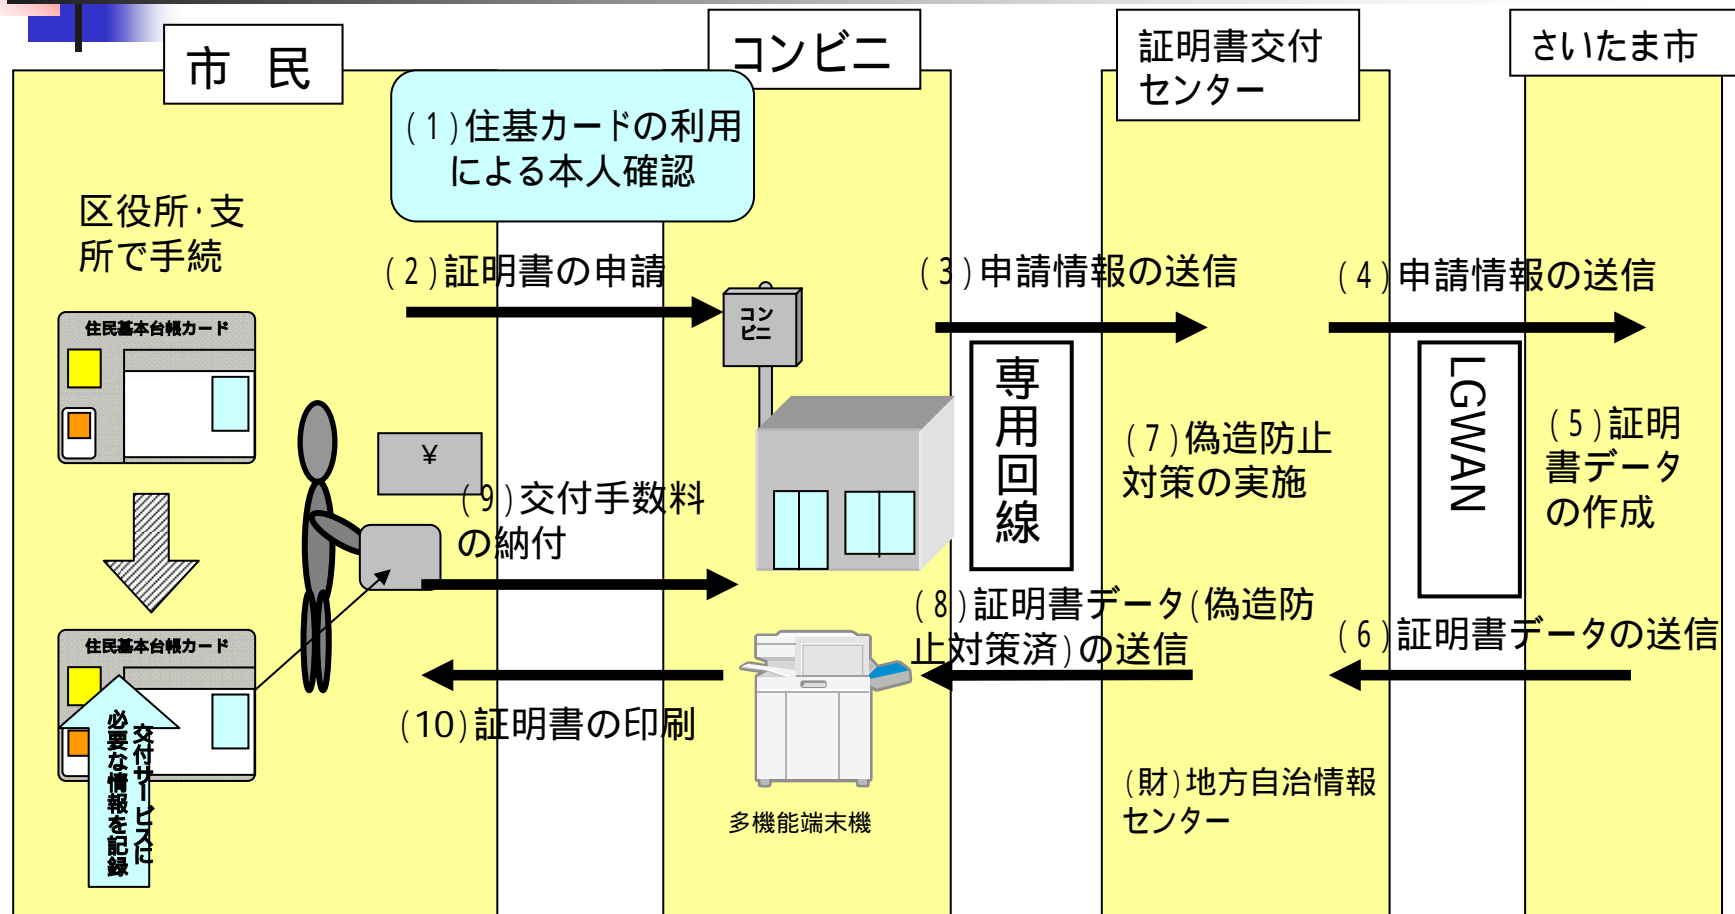 市 民
コンビニ
証明書交付
センター
さいたま市
(1)住基カードの利用
による本人確認
区役所・支
所で手続
(2)証明書の申請
(3)申請情報の送信
(4)申請情報の送信
住民基本台帳カード
コン
ビニ
専用回線
LGWAN
(5)証明
書データ
の作成
(7)偽造防止
対策の実施
¥
(9)交付手数料
の納付
(8)証明書データ(偽造防
止対策済)の送信
(6)証明書データの送信
住民基本台帳カード
交付サービスに
必要な情報を記録
(10)証明書の印刷
多機能端末機
(財)地方自治情報
センター